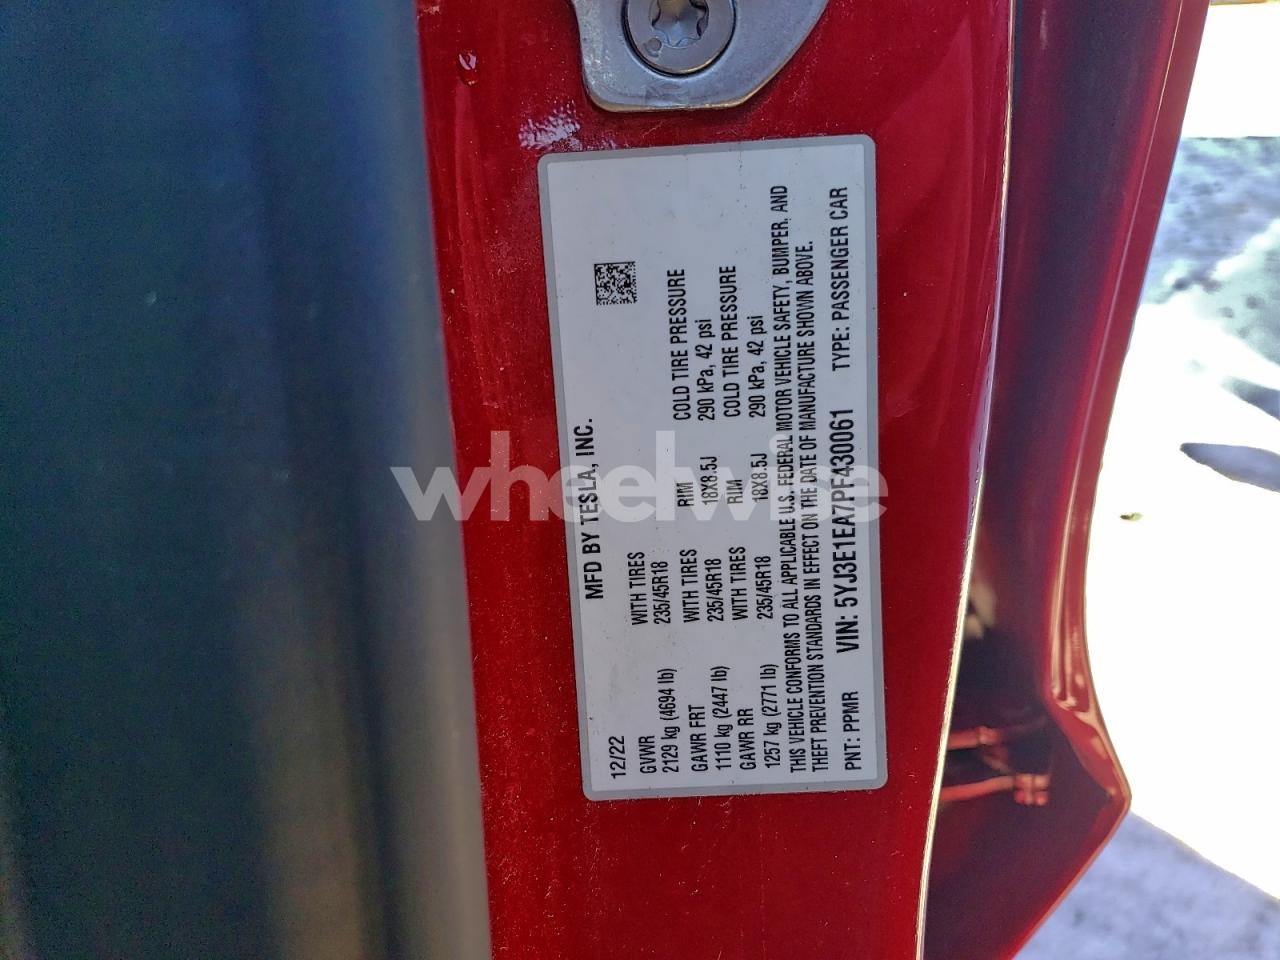 MFD BY TESLA, INC.
12/22
GVWR WITH TIRES
2129 kg (4694 lb) 235/45R18
GAWR FRT WITH TIRES RIM COLD TIRE PRESSURE
1110 kg (2447 lb) 235/45R18 18X8.5J 290 kPa, 42 psi
GAWR RR WITH TIRES RIM COLD TIRE PRESSURE
1257 kg (2771 lb) 235/45R18 18X8.5J 290 kPa, 42 psi
THIS VEHICLE CONFORMS TO ALL APPLICABLE U.S. FEDERAL MOTOR VEHICLE SAFETY, BUMPER, AND
THEFT PREVENTION STANDARDS IN EFFECT ON THE DATE OF MANUFACTURE SHOWN ABOVE.
PNT: PPMR VIN: 5YJ3E1EA7PF430061 TYPE: PASSENGER CAR
wheelwise